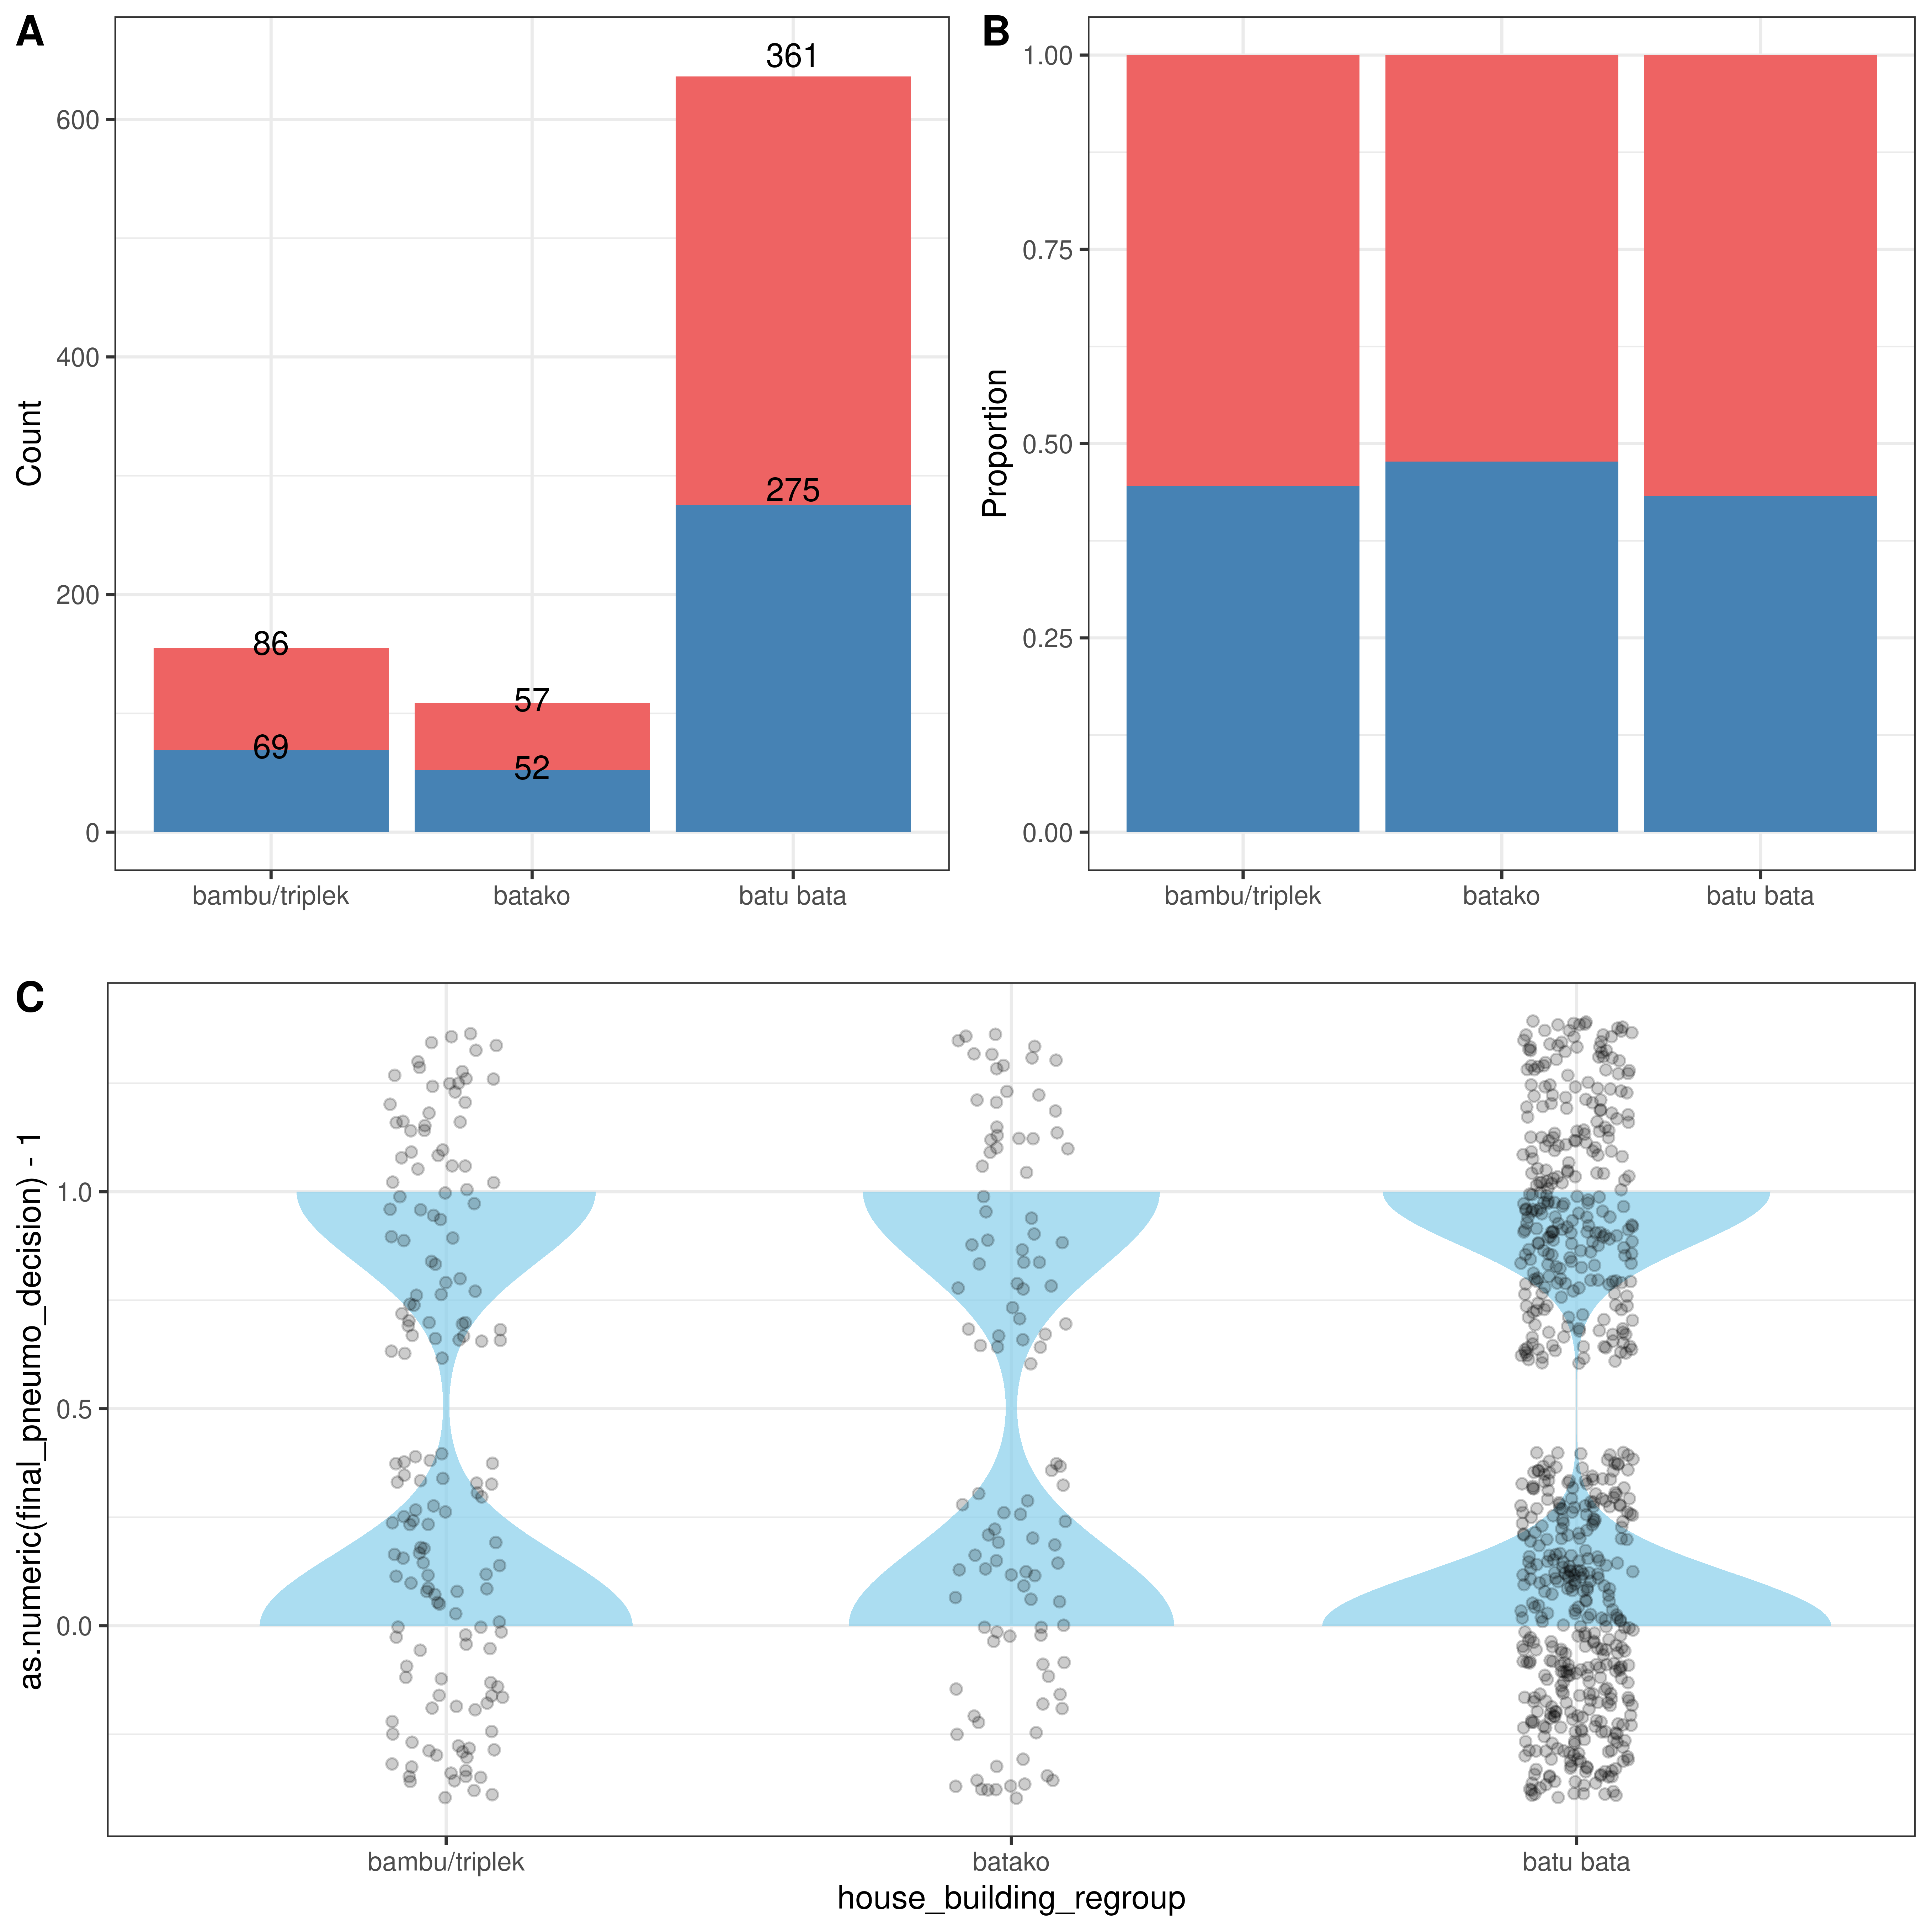 A
Count
600
400
200
0
361
275
86
69
57
52
bambu/triplek
batako
batu bata
B
Proportion
1.00
0.75
0.50
0.25
0.00
bambu/triplek
batako
batu bata
C
as.numeric(final_pneumo_decision) - 1
1.0
0.5
0.0
bambu/triplek
batako
batu bata
house_building_regroup